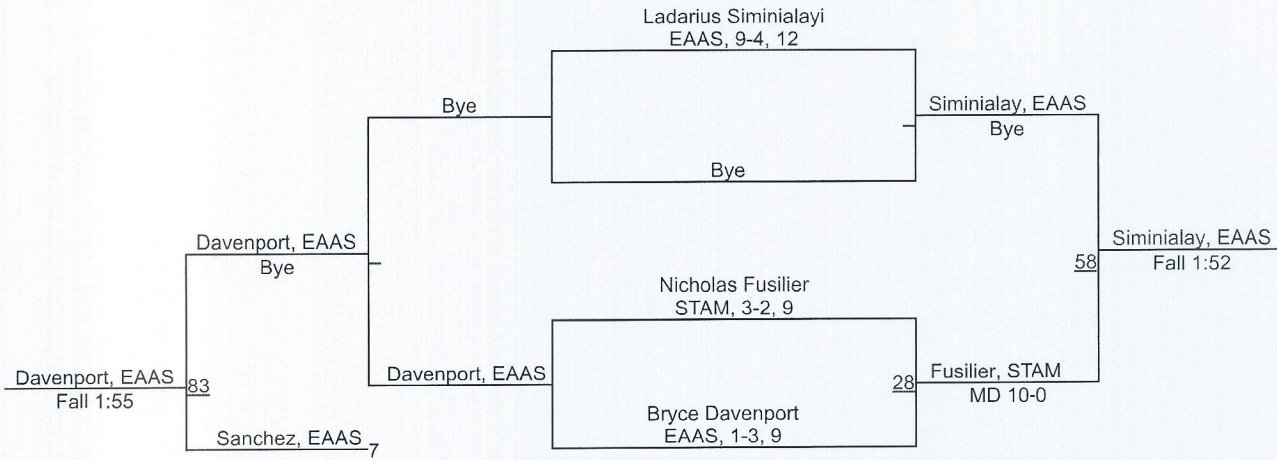 Ladarius Siminialayi
EAAS, 9-4, 12
Bye
Siminialay, EAAS
Bye
Bye
Davenport, EAAS
Bye
Siminialay, EAAS
58
Fall 1:52
Nicholas Fusilier
STAM, 3-2, 9
Davenport, EAAS
83
Fall 1:55
Davenport, EAAS
28
Fusilier, STAM
MD 10-0
Bryce Davenport
EAAS, 1-3, 9
Sanchez, EAAS
7